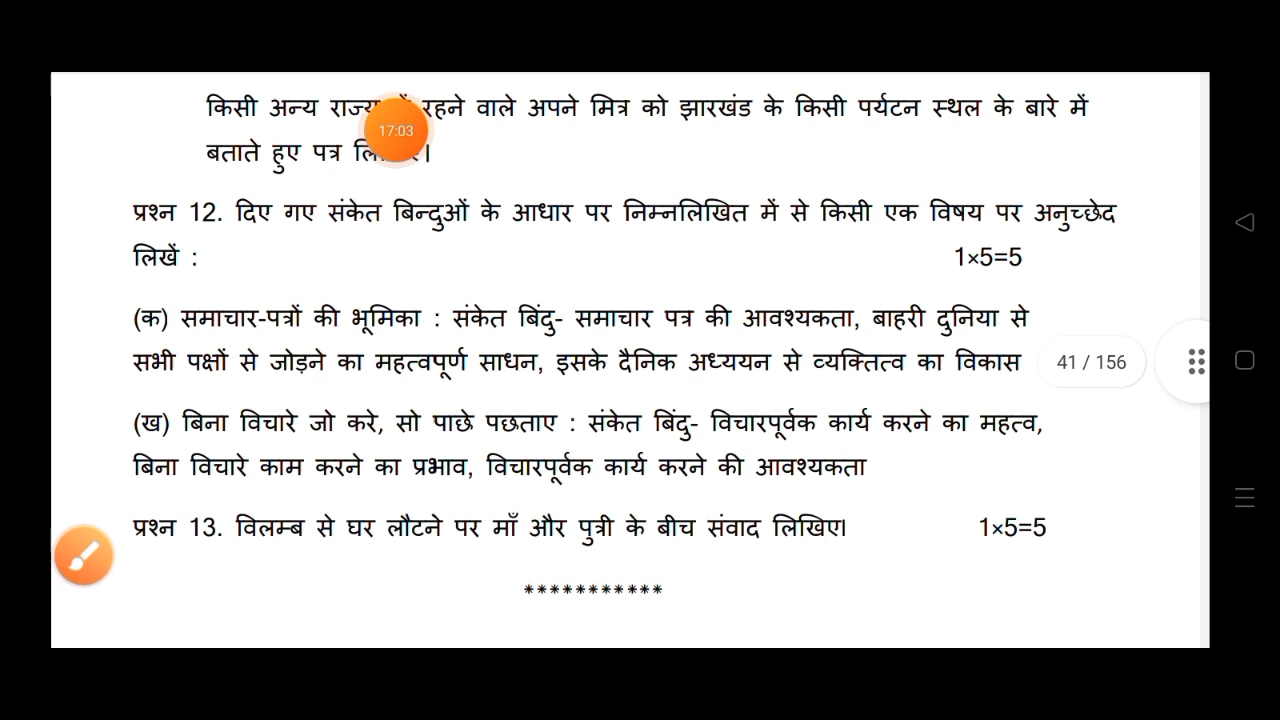 किसी अन्य रहने वाले अपने मित्र को झारखंड के किसी पर्यटन स्थल के बारे में
17:03
बताते हुए पत्र
प्रश्न 12. दिए गए संकेत बिन्दुओं के आधार पर निम्नलिखित में से किसी एक विषय पर अनुच्छेद
लिखें : 1×5=5
(क) समाचार-पत्रों की भूमिका : संकेत बिंदु- समाचार पत्र की आवश्यकता, बाहरी दुनिया से
सभी पक्षों से जोड़ने का महत्वपूर्ण साधन, इसके दैनिक अध्ययन से व्यक्तित्व का विकास
41 / 156
(ख) बिना विचारे जो करे, सो पाछे पछताए : संकेत बिंदु- विचारपूर्वक कार्य करने का महत्व,
बिना विचारे काम करने का प्रभाव, विचारपूर्वक कार्य करने की आवश्यकता
प्रश्न 13. विलम्ब से घर लौटने पर माँ और पुत्री के बीच संवाद लिखिए। 1×5=5
***********